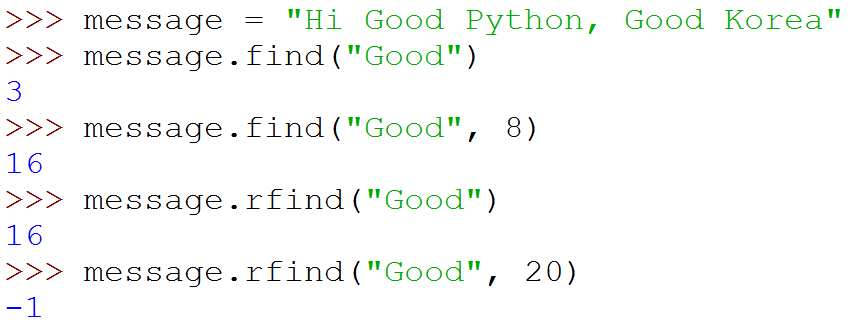 >>> message = "Hi Good Python, Good Korea"
>>> message.find("Good")
3
>>> message.find("Good", 8)
16
>>> message.rfind("Good")
16
>>> message.rfind("Good", 20)
-1